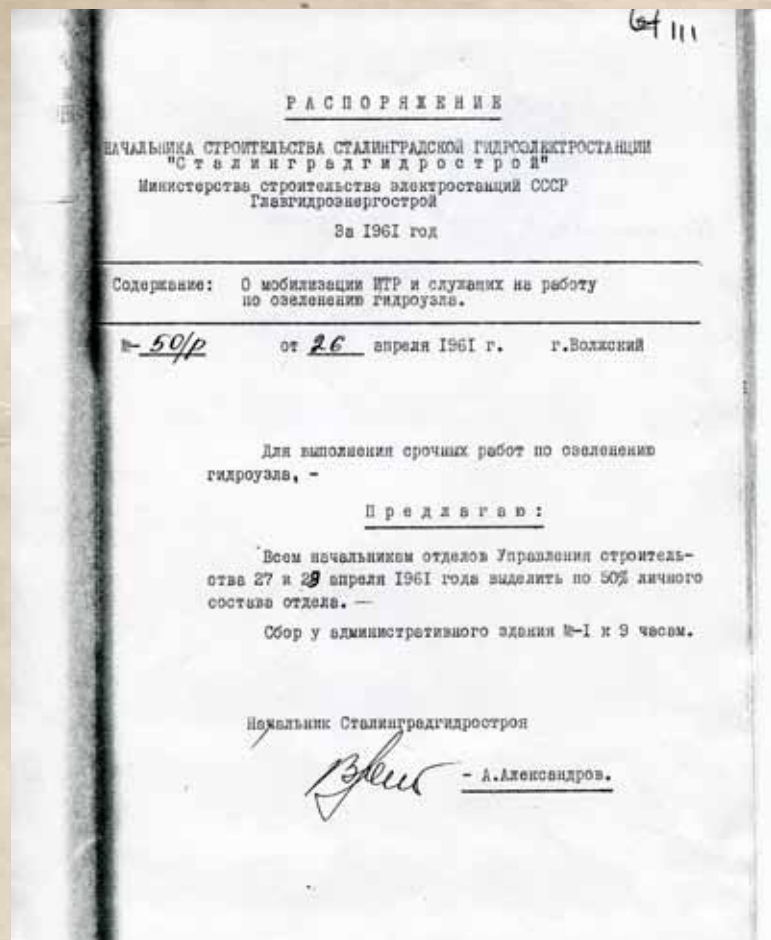 РАСПОРЯЖЕНИЕ
НАЧАЛЬНИКА СТРОИТЕЛЬСТВА СТАЛИНГРАДСКОЙ ГИДРОЭЛЕКТРОСТАНЦИИ
"Сталинградгидрострой"
Министерства строительства электростанций СССР
Главгидроэнергострой
За 1961 год
Содержание: О мобилизации ИТР и служащих на работу
по озеленению гидроузла.
№- 50/р от 26 апреля 1961 г. г.Волжский
Для выполнения срочных работ по озеленению
гидроузла, -
Предлагаю:
Всем начальникам отделов Управления строитель-
ства 27 и апреля 1961 года выделить по 50% личного
состава отдела. —
Сбор у административного здания №-1 к 9 часам.
Начальник Сталинградгидростроя
- А.Александров.